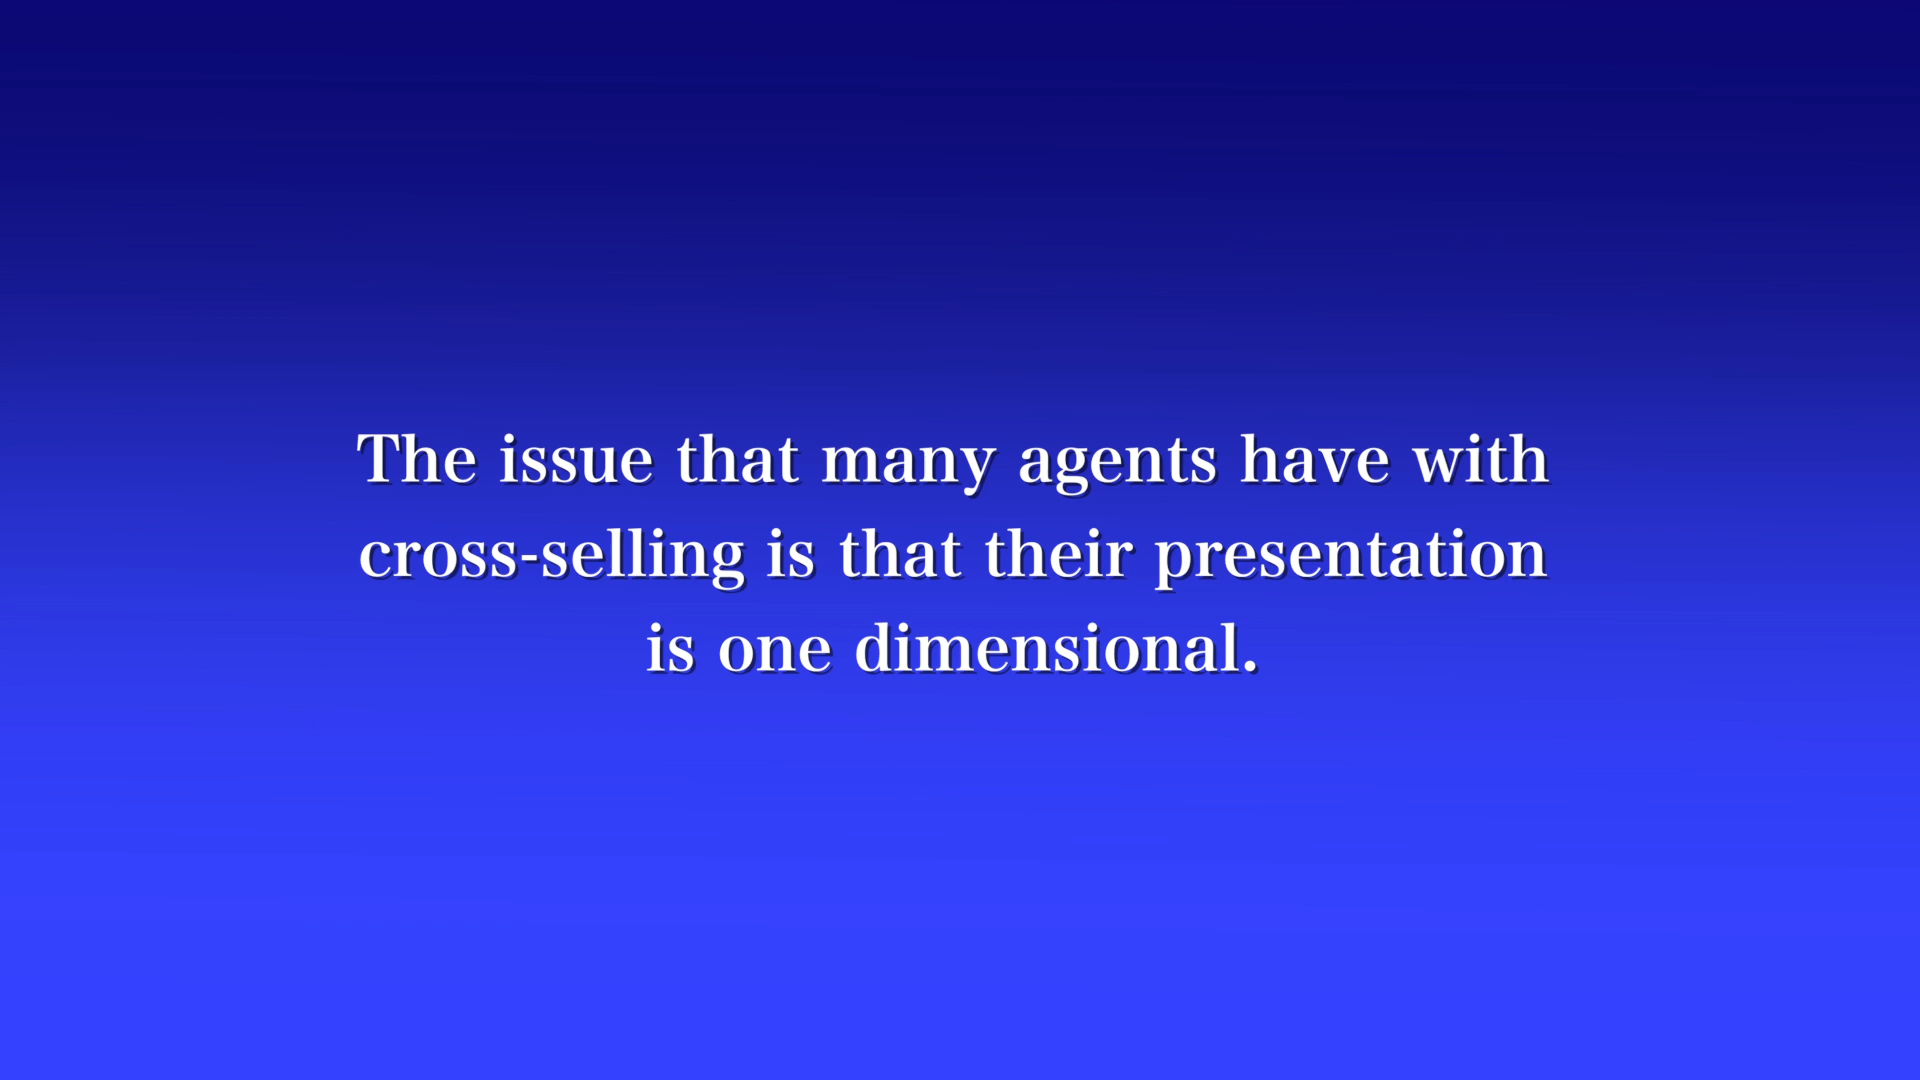 The issue that many agents have with
cross-selling is that their presentation
is one dimensional.